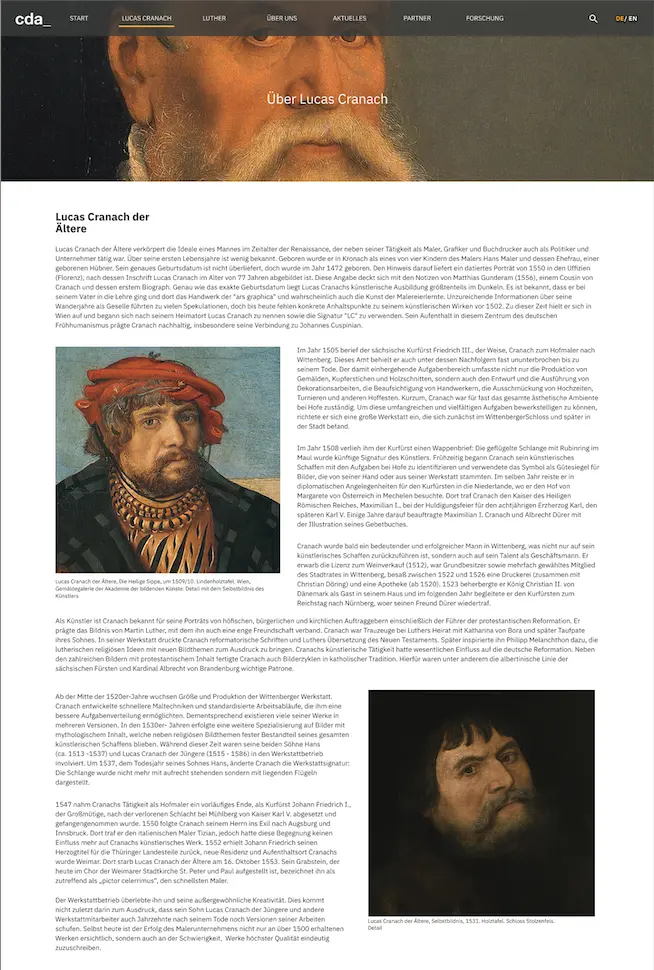 cda_ START LUCAS CRANACH LUTHER ÜBER UNS AKTUELLES PARTNER FORSCHUNG DE/ EN
Über Lucas Cranach
Lucas Cranach der
Ältere
Lucas Cranach der Ältere verkörpert die Ideale eines Mannes im Zeitalter der Renaissance, der neben seiner Tätigkeit als Maler, Grafiker und Buchdrucker auch als Politiker und
Unternehmer tätig war. Über seine ersten Lebensjahre ist wenig bekannt. Geboren wurde er in Kronach als eines von vier Kindern des Malers Hans Maler und dessen Ehefrau, einer
geborenen Hübner. Sein genaues Geburtsdatum ist nicht überliefert, doch wurde im Jahr 1472 geboren. Den Hinweis darauf liefert ein datiertes Porträt von 1550 in den Uffizien
(Florenz), nach dessen Inschrift Lucas Cranach im Alter von 77 Jahren abgebildet ist. Diese Angabe deckt sich mit den Notizen von Matthias Gunderam (1556), einem Cousin von
Cranach und dessen erstem Biograph. Genau wie das exakte Geburtsdatum liegt Lucas Cranachs künstlerische Ausbildung größtenteils im Dunkeln. Es ist bekannt, dass er bei
seinem Vater in die Lehre ging und dort das Handwerk der "ars graphica" und wahrscheinlich auch die Kunst der Malereierlernte. Unzureichende Informationen über seine
Wanderjahre als Geselle führten zu vielen Spekulationen, doch bis heute fehlen konkrete Anhaltspunkte zu seinem künstlerischen Wirken vor 1502. Zu dieser Zeit hielt er sich in
Wien auf und begann sich nach seinem Heimatort Lucas Cranach zu nennen sowie die Signatur "LC" zu verwenden. Sein Aufenthalt in diesem Zentrum des deutschen
Frühhumanismus prägte Cranach nachhaltig, insbesondere seine Verbindung zu Johannes Cuspinian.
Im Jahr 1505 berief der sächsische Kurfürst Friedrich III., der Weise, Cranach zum Hofmaler nach
Wittenberg. Dieses Amt behielt er auch unter dessen Nachfolgern fast ununterbrochen bis zu
seinem Tode. Der damit einhergehende Aufgabenbereich umfasste nicht nur die Produktion von
Gemälden, Kupferstichen und Holzschnitten, sondern auch den Entwurf und die Ausführung von
Dekorationsarbeiten, die Beaufsichtigung von Handwerkern, die Ausschmückung von Hochzeiten,
Turnieren und anderen Hoffesten. Kurzum, Cranach war für fast das gesamte ästhetische Ambiente
bei Hofe zuständig. Um diese umfangreichen und vielfältigen Aufgaben bewerkstelligen zu können,
richtete er sich eine große Werkstatt ein, die sich zunächst im WittenbergerSchloss und später in
der Stadt befand.
Im Jahr 1508 verlieh ihm der Kurfürst einen Wappenbrief: Die geflügelte Schlange mit Rubinring im
Maul wurde künftige Signatur des Künstlers. Frühzeitig begann Cranach sein künstlerisches
Schaffen mit den Aufgaben bei Hofe zu identifizieren und verwendete das Symbol als Gütesiegel für
Bilder, die von seiner Hand oder aus seiner Werkstatt stammten. Im selben Jahr reiste er in
diplomatischen Angelegenheiten für den Kurfürsten in die Niederlande, wo er den Hof von
Margarete von Österreich in Mechelen besuchte. Dort traf Cranach den Kaiser des Heiligen
Römischen Reiches, Maximilian I., bei der Huldigungsfeier für den achtjährigen Erzherzog Karl, den
späteren Karl V. Einige Jahre darauf beauftragte Maximilian I. Cranach und Albrecht Dürer mit
der Illustration seines Gebetbuches.
Cranach wurde bald ein bedeutender und erfolgreicher Mann in Wittenberg, was nicht nur auf sein
künstlerisches Schaffen zurückzuführen ist, sondern auch auf sein Talent als Geschäftsmann. Er
erwarb die Lizenz zum Weinverkauf (1512), war Grundbesitzer sowie mehrfach gewähltes Mitglied
des Stadtrates in Wittenberg, besaß zwischen 1522 und 1526 eine Druckerei (zusammen mit
Christian Döring) und eine Apotheke (ab 1520). 1523 beherbergte er König Christian II. von
Dänemark als Gast in seinem Haus und im folgenden Jahr begleitete er den Kurfürsten zum
Reichstag nach Nürnberg, woer seinen Freund Dürer wiedertraf.
Lucas Cranach der Ältere, Die Heilige Sippe, um 1509/10. Lindenholztafel. Wien,
Gemäldegalerie der Akademie der bildenden Künste: Detail mit dem Selbstbildnis des
Künstlers
Als Künstler ist Cranach bekannt für seine Porträts von höfischen, bürgerlichen und kirchlichen Auftraggebern einschließlich der Führer der protestantischen Reformation. Er
prägte das Bildnis von Martin Luther, mit dem ihn auch eine enge Freundschaft verband. Cranach war Trauzeuge bei Luthers Heirat mit Katharina von Bora und später Taufpate
ihres Sohnes. In seiner Werkstatt druckte Cranach reformatorische Schriften und Luthers Übersetzung des Neuen Testaments. Später inspirierte ihn Philipp Melanchthon dazu, die
lutherischen religiösen Ideen mit neuen Bildthemen zum Ausdruck zu bringen. Cranachs künstlerische Tätigkeit hatte wesentlichen Einfluss auf die deutsche Reformation. Neben
den zahlreichen Bildern mit protestantischem Inhalt fertigte Cranach auch Bilderzyklen in katholischer Tradition. Hierfür waren unter anderem die albertinische Linie der
sächsischen Fürsten und Kardinal Albrecht von Brandenburg wichtige Patrone.
Ab der Mitte der 1520er-Jahre wuchsen Größe und Produktion der Wittenberger Werkstatt.
Cranach entwickelte schnellere Maltechniken und standardisierte Arbeitsabläufe, die ihm eine
bessere Aufgabenverteilung ermöglichten. Dementsprechend existieren viele seiner Werke in
mehreren Versionen. In den 1530er- Jahren erfolgte eine weitere Spezialisierung auf Bilder mit
mythologischem Inhalt, welche neben religiösen Bildthemen fester Bestandteil seines gesamten
künstlerischen Schaffens blieben. Während dieser Zeit waren seine beiden Söhne Hans
(ca. 1513 -1537) und Lucas Cranach der Jüngere (1515 - 1586) in den Werkstattbetrieb
involviert. Um 1537, dem Todesjahr seines Sohnes Hans, änderte Cranach die Werkstattsignatur:
Die Schlange wurde nicht mehr mit aufrecht stehenden sondern mit liegenden Flügeln
dargestellt.
1547 nahm Cranachs Tätigkeit als Hofmaler ein vorläufiges Ende, als Kurfürst Johann Friedrich I.,
der Großmütige, nach der verlorenen Schlacht bei Mühlberg von Kaiser Karl V. abgesetzt und
gefangengenommen wurde. 1550 folgte Cranach seinem Herrn ins Exil nach Augsburg und
Innsbruck. Dort traf er den italienischen Maler Tizian, jedoch hatte diese Begegnung keinen
Einfluss mehr auf Cranachs künstlerisches Werk. 1552 erhielt Johann Friedrich seinen
Herzogtitel für die Thüringer Landesteile zurück, neue Residenz und Aufenthaltsort Cranachs
wurde Weimar. Dort starb Lucas Cranach der Ältere am 16. Oktober 1553. Sein Grabstein, der
heute im Chor der Weimarer Stadtkirche St. Peter und Paul aufgestellt ist, bezeichnet ihn als
zutreffend als „pictor celerrimus“, den schnellsten Maler.
Der Werkstattbetrieb überlebte ihn und seine außergewöhnliche Kreativität. Dies kommt
nicht zuletzt darin zum Ausdruck, dass sein Sohn Lucas Cranach der Jüngere und andere
Werkstattmitarbeiter auch Jahrzehnte nach seinem Tode noch Versionen seiner Arbeiten
schufen. Selbst heute ist der Erfolg des Malerunternehmens nicht nur an über 1500 erhaltenen
Werken ersichtlich, sondern auch an der Schwierigkeit, Werke höchster Qualität eindeutig
zuzuschreiben.
Lucas Cranach der Ältere, Selbstbildnis, 1531. Holztafel. Schloss Stolzenfels.
Detail